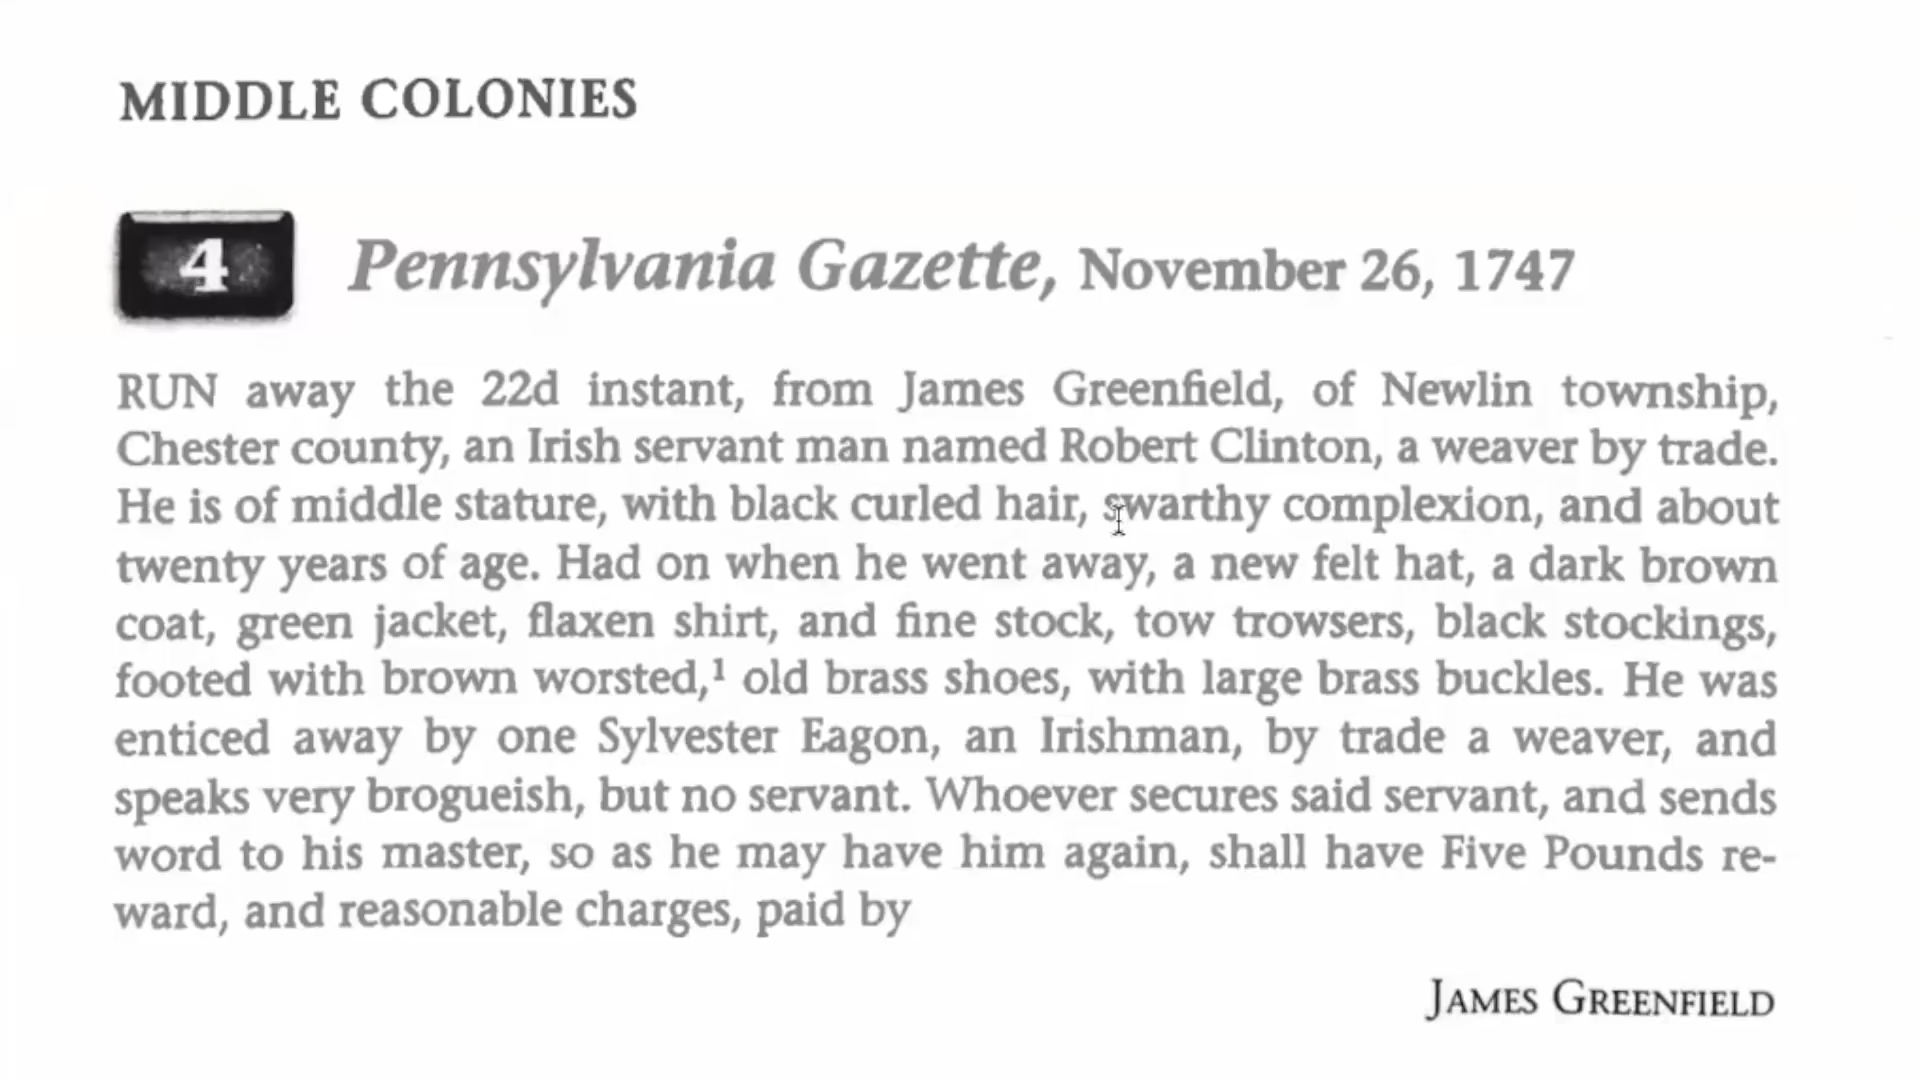 MIDDLE COLONIES
4
Pennsylvania Gazette, November 26, 1747
RUN away the 22d instant, from James Greenfield, of Newlin township,
Chester county, an Irish servant man named Robert Clinton, a weaver by trade.
He is of middle stature, with black curled hair, swarthy complexion, and about
twenty years of age. Had on when he went away, a new felt hat, a dark brown
coat, green jacket, flaxen shirt, and fine stock, tow trowsers, black stockings,
footed with brown worsted,¹ old brass shoes, with large brass buckles. He was
enticed away by one Sylvester Eagon, an Irishman, by trade a weaver, and
speaks very brogueish, but no servant. Whoever secures said servant, and sends
word to his master, so as he may have him again, shall have Five Pounds re-
ward, and reasonable charges, paid by
JAMES GREENFIELD